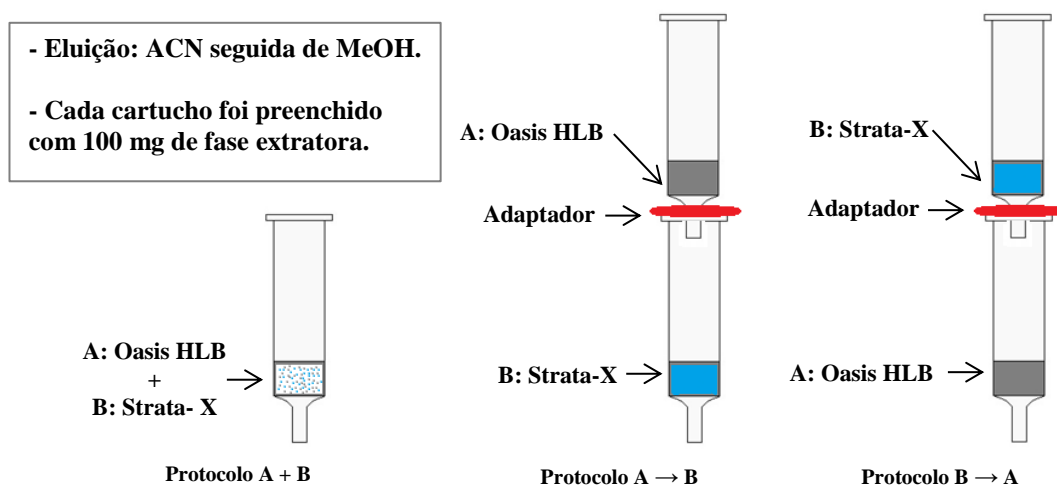 - Eluição: ACN seguida de MeOH.
- Cada cartucho foi preenchido
com 100 mg de fase extratora.
A: Oasis HLB
+
B: Strata- X
Protocolo A + B
A: Oasis HLB
Adaptador
B: Strata-X
Protocolo A → B
B: Strata-X
Adaptador
A: Oasis HLB
Protocolo B → A